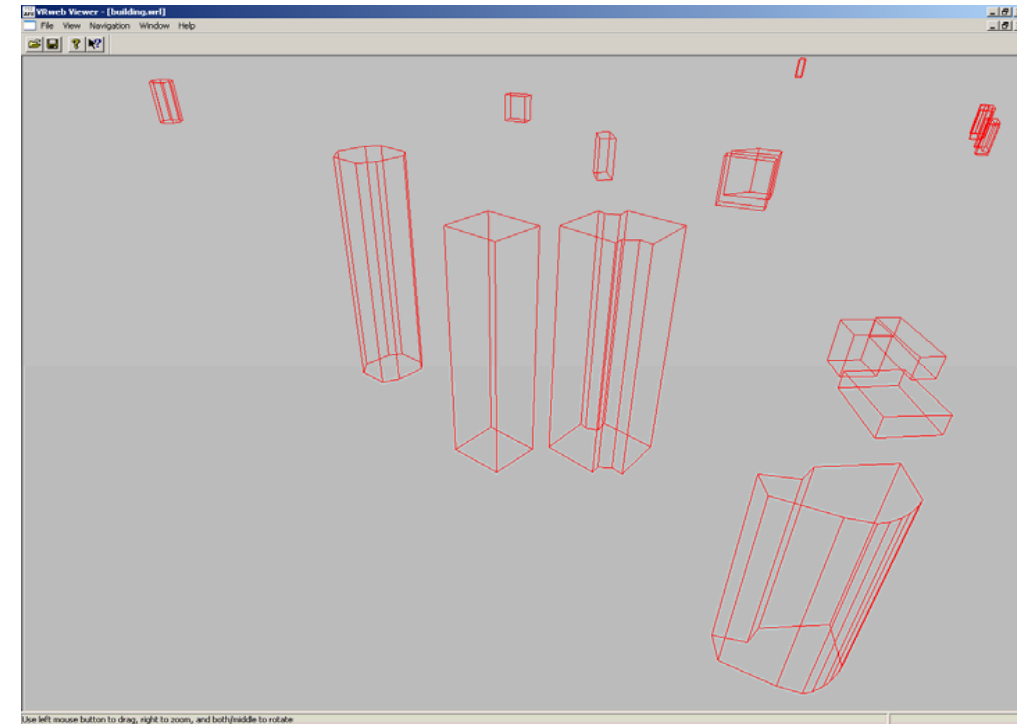 VRweb Viewer - [building.wrl]
File View Navigation Window Help
Use left mouse button to drag, right to zoom, and both/middle to rotate